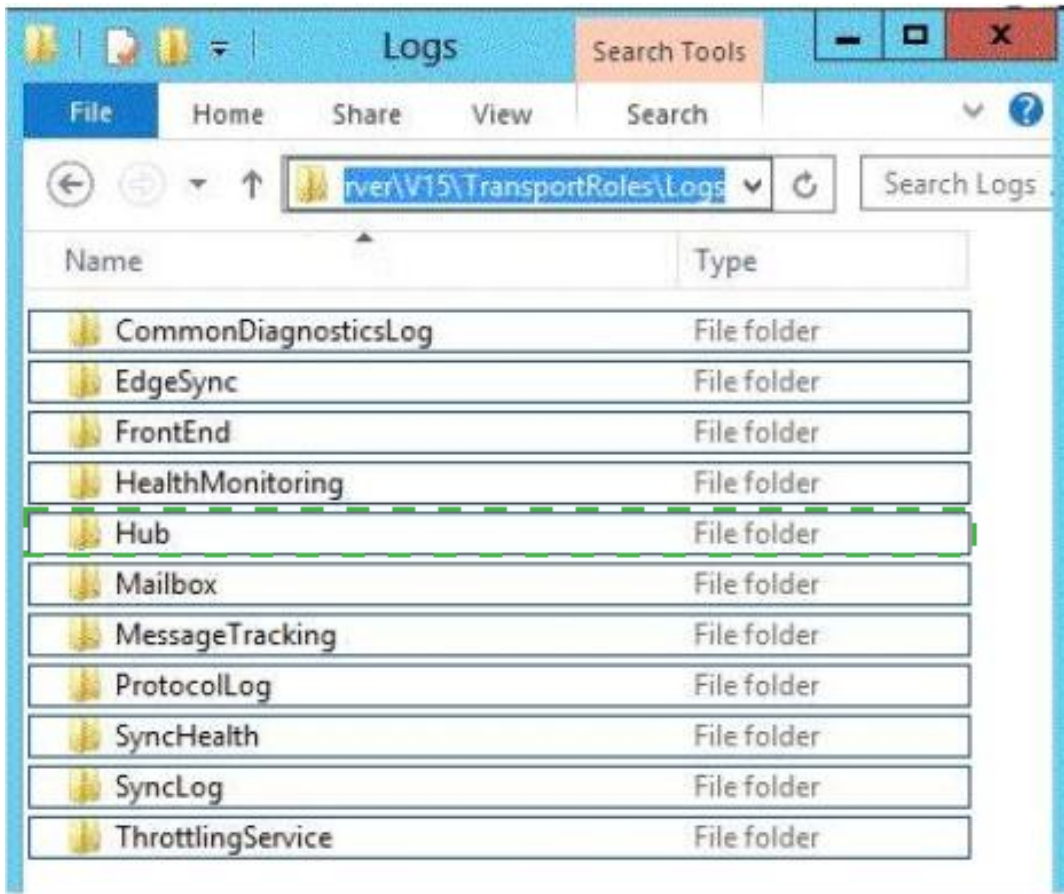 Logs Search Tools
File Home Share View Search
rver\V15\TransportRoles\Logs Search Logs
Name Type
CommonDiagnosticsLog File folder
EdgeSync File folder
FrontEnd File folder
HealthMonitoring File folder
Hub File folder
Mailbox File folder
MessageTracking File folder
ProtocolLog File folder
SyncHealth File folder
SyncLog File folder
ThrottlingService File folder